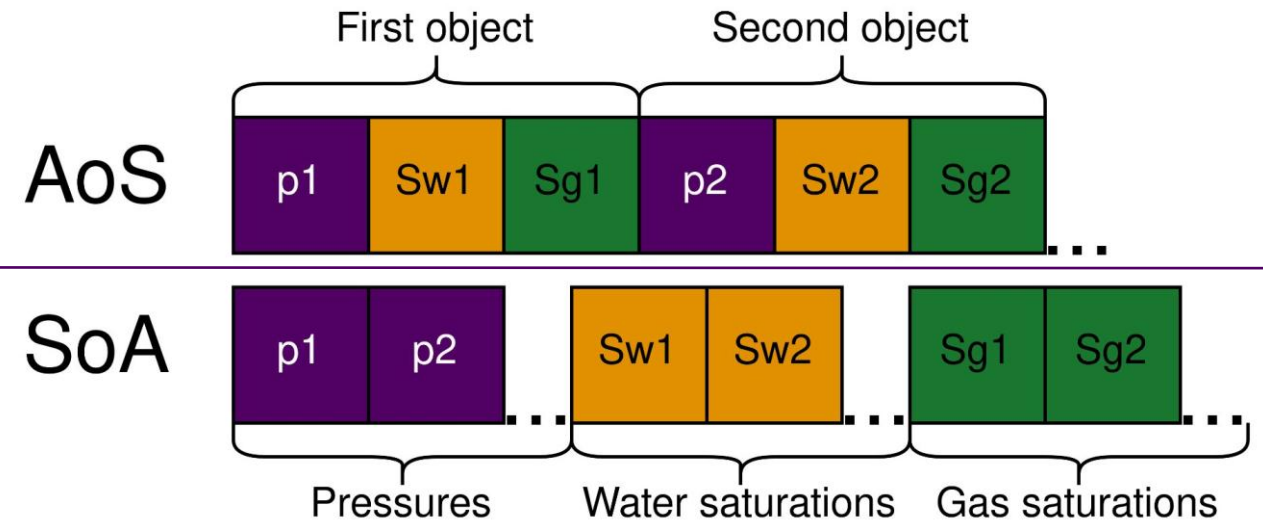 First object Second object
AoS p1 Sw1 Sg1 p2 Sw2 Sg2 ...
SoA p1 p2 ... Sw1 Sw2 ... Sg1 Sg2 ...
Pressures Water saturations Gas saturations